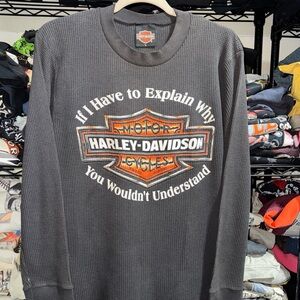 If I Have to Explain Why
MOTOR
HARLEY-DAVIDSON
CYCLES
You Wouldn't Understand